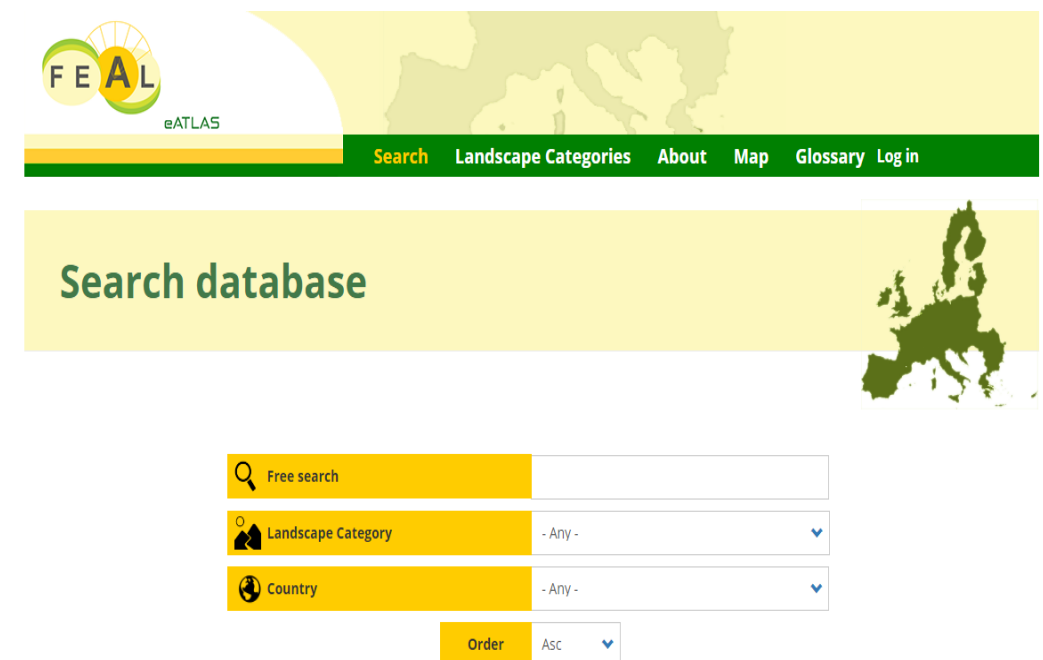 FEAL
eATLAS
Search Landscape Categories About Map Glossary Log in
Search database
Free search
Landscape Category - Any -
Country - Any -
Order Asc